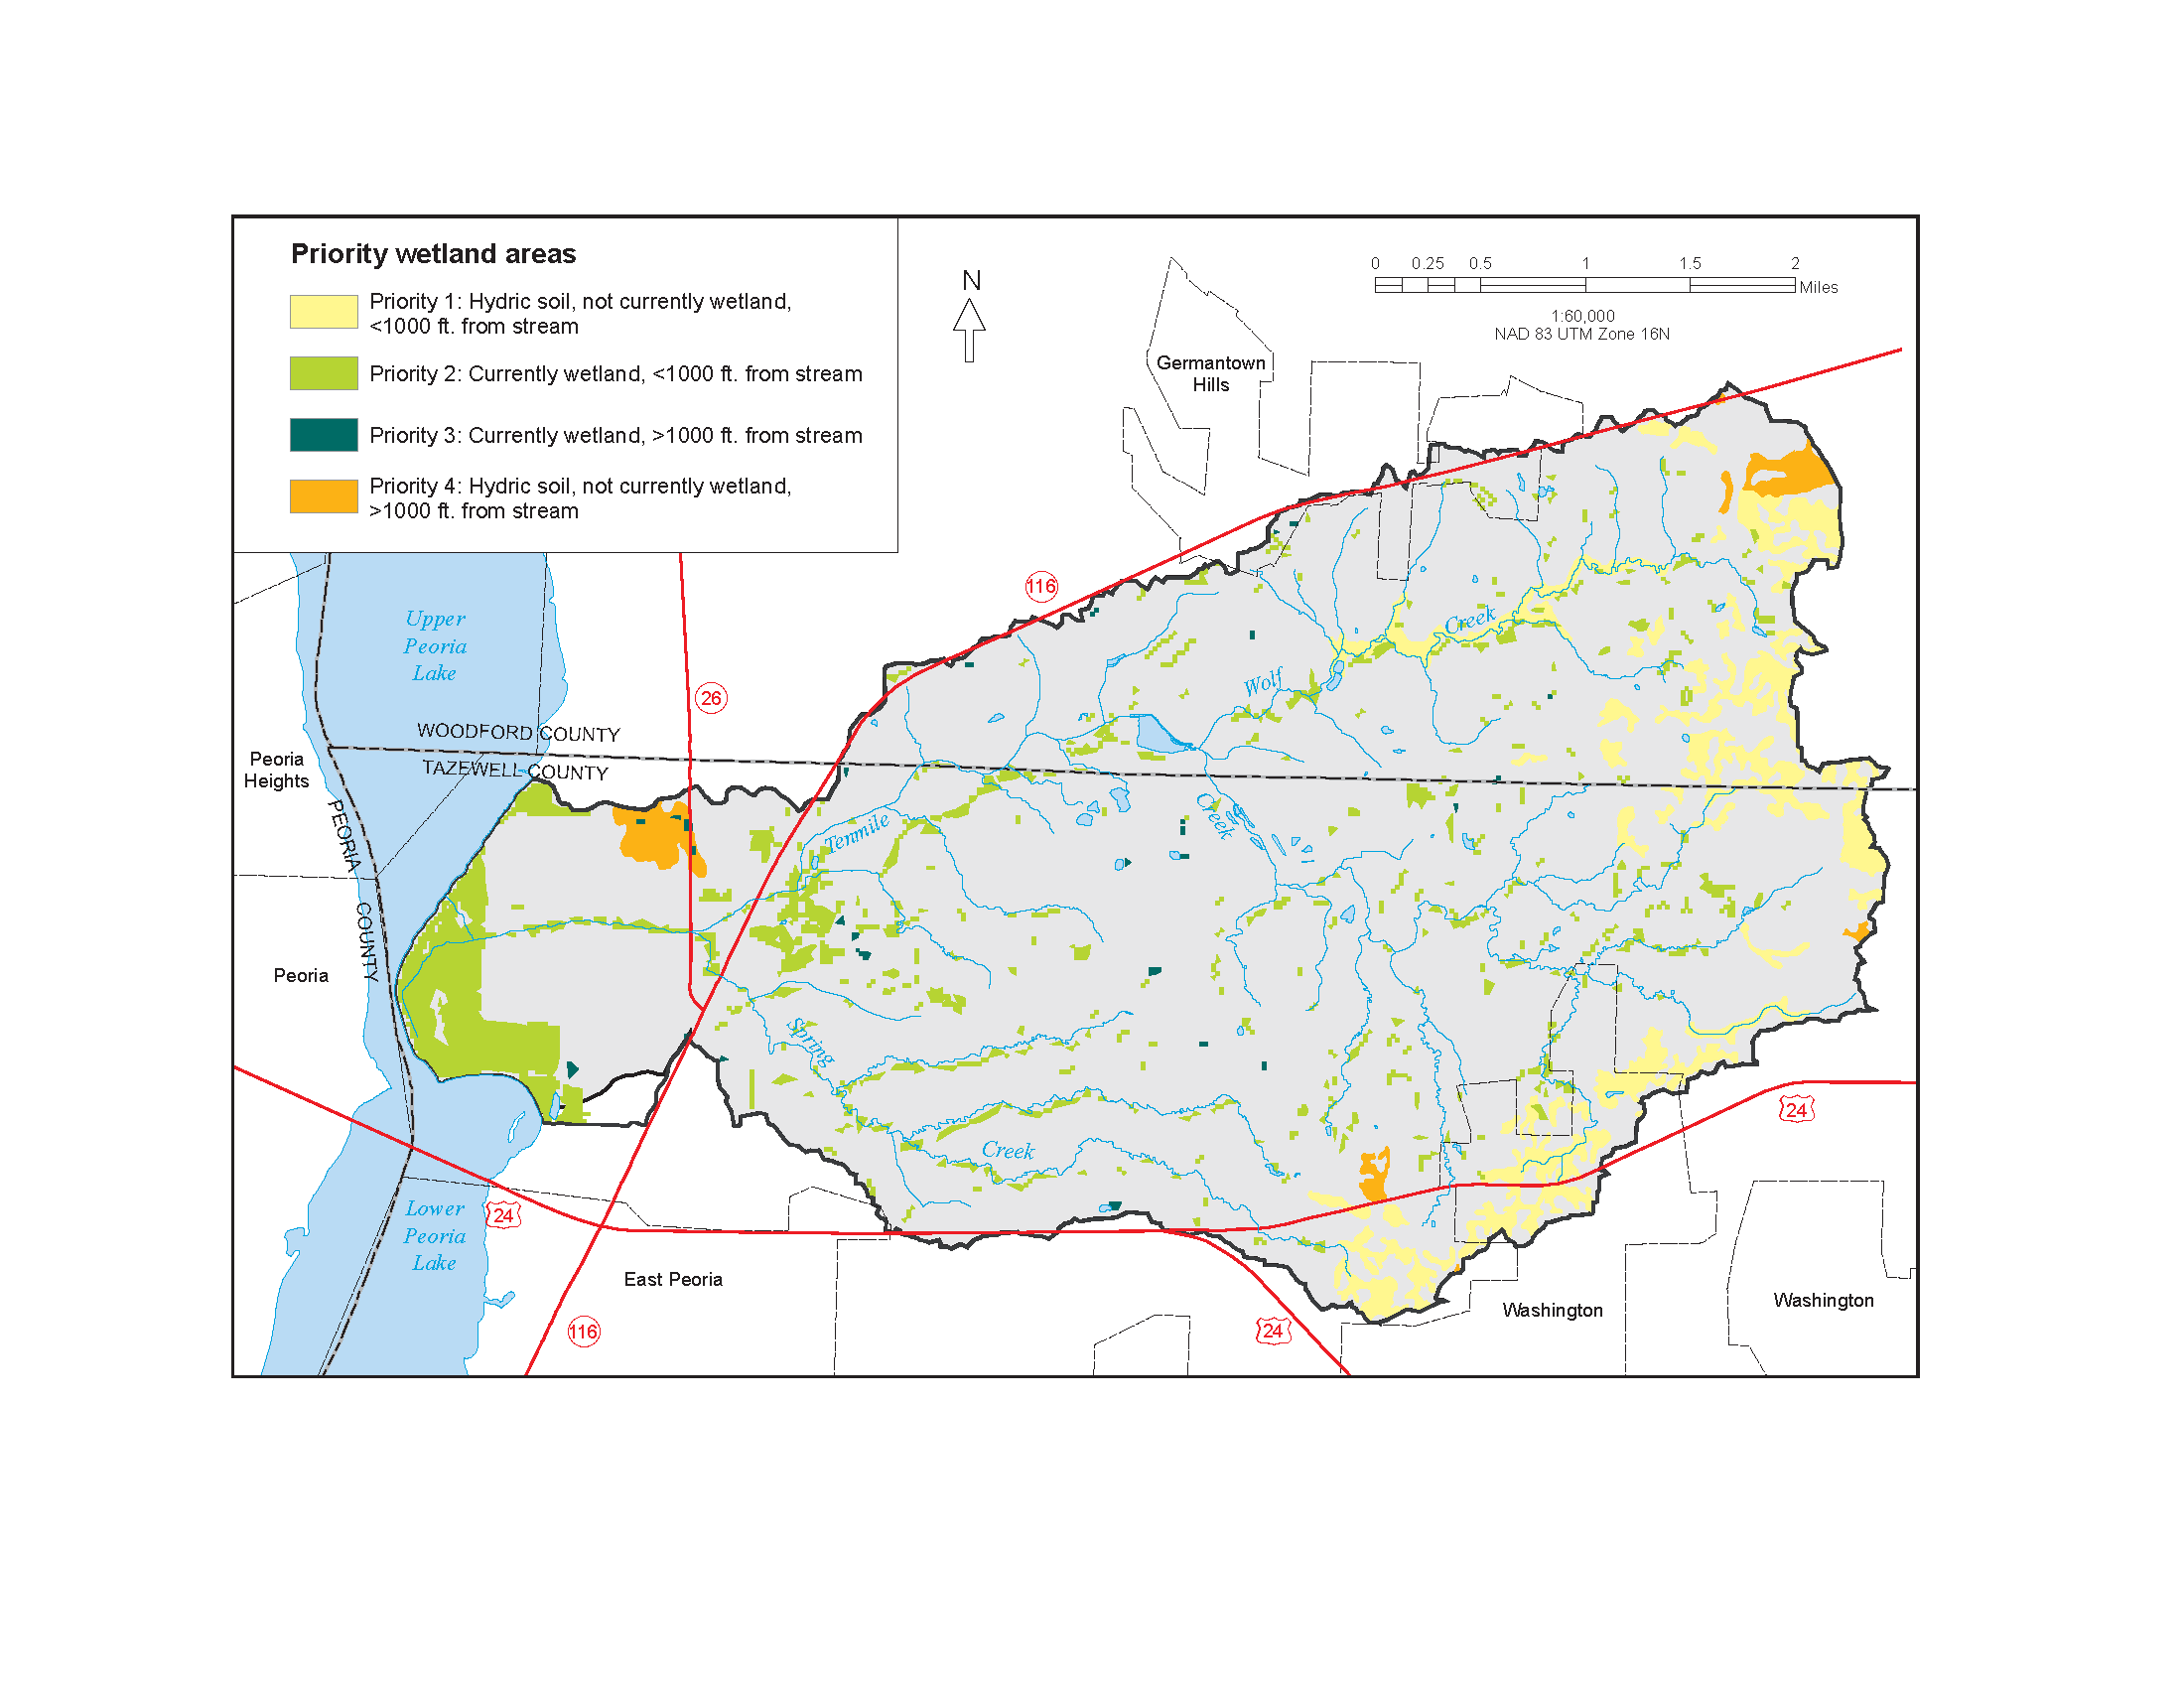 Priority wetland areas
Priority 1: Hydric soil, not currently wetland,
<1000 ft. from stream
Priority 2: Currently wetland, <1000 ft. from stream
Priority 3: Currently wetland, >1000 ft. from stream
Priority 4: Hydric soil, not currently wetland,
>1000 ft. from stream
N
0 0.25 0.5 1 1.5 2
Miles
1:60,000
NAD 83 UTM Zone 16N
Germantown
Hills
116
Upper
Peoria
Lake
26
Creek
Wolf
WOODFORD COUNTY
TAZEWELL COUNTY
Peoria
Heights
PEORIA
COUNTY
Tenmile
Creek
Peoria
Spring
Creek
24
24
Lower
Peoria
Lake
East Peoria
116
24
Washington
Washington